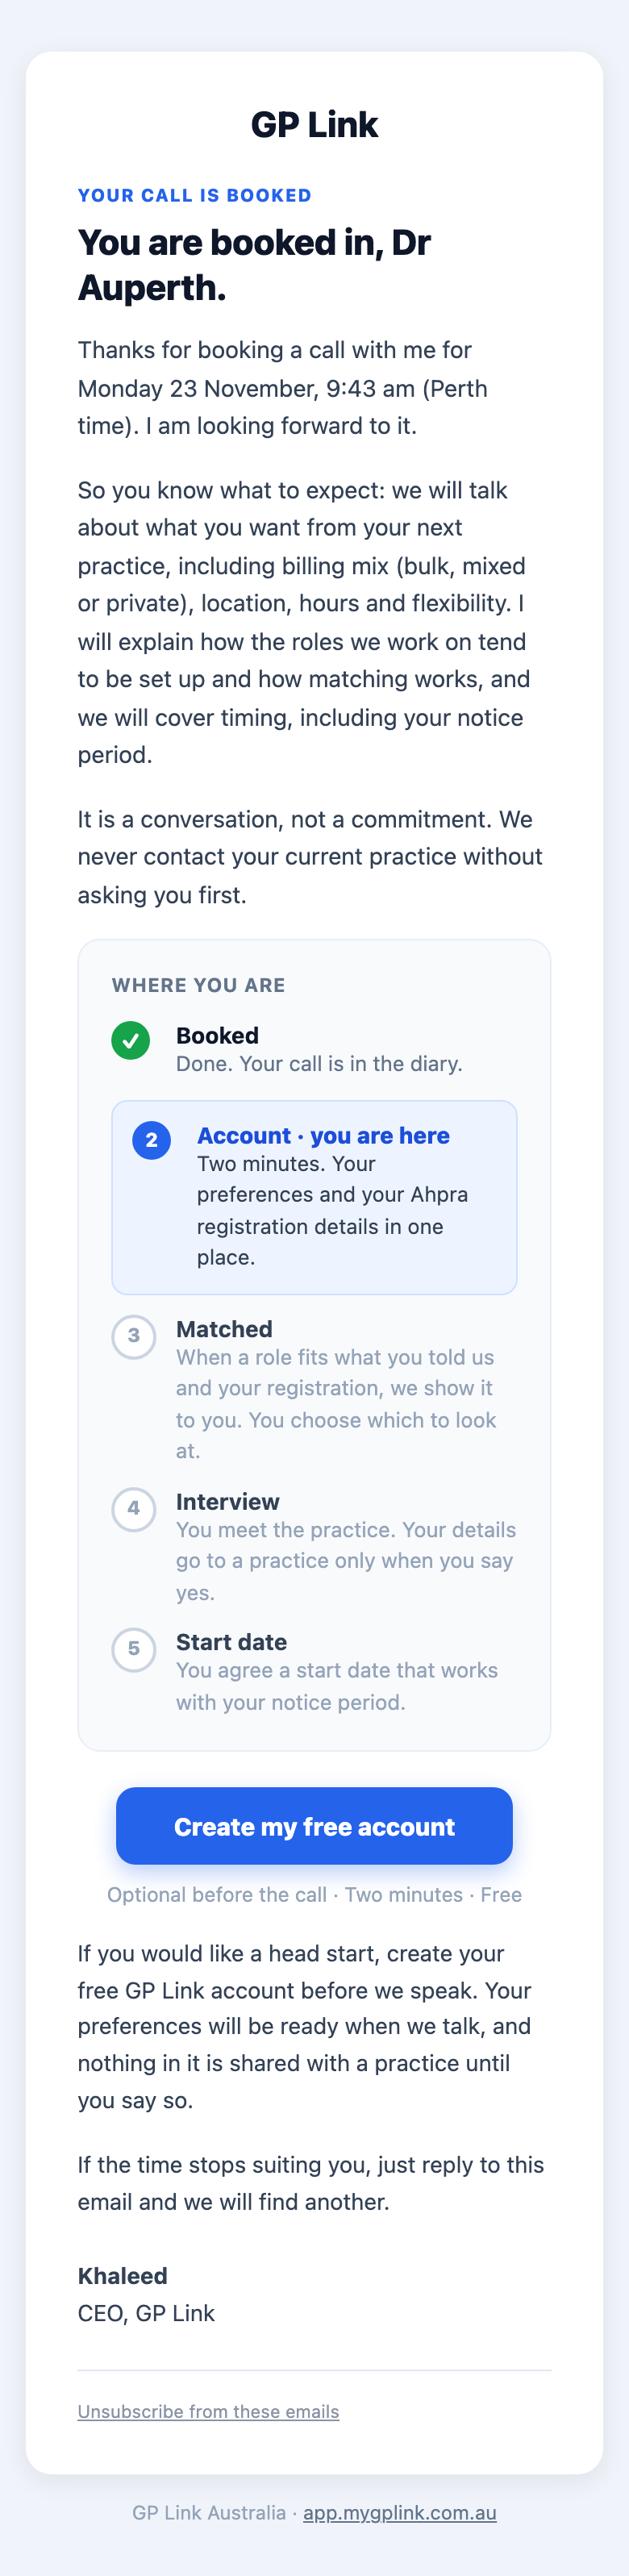 GP Link
YOUR CALL IS BOOKED
You are booked in, Dr
Auperth.
Thanks for booking a call with me for
Monday 23 November, 9:43 am (Perth
time). I am looking forward to it.
So you know what to expect: we will talk
about what you want from your next
practice, including billing mix (bulk, mixed
or private), location, hours and flexibility. I
will explain how the roles we work on tend
to be set up and how matching works, and
we will cover timing, including your notice
period.
It is a conversation, not a commitment. We
never contact your current practice without
asking you first.
WHERE YOU ARE
Booked
Done. Your call is in the diary.
2
Account · you are here
Two minutes. Your
preferences and your Ahpra
registration details in one
place.
3
Matched
When a role fits what you told us
and your registration, we show it
to you. You choose which to look
at.
4
Interview
You meet the practice. Your details
go to a practice only when you say
yes.
5
Start date
You agree a start date that works
with your notice period.
Create my free account
Optional before the call · Two minutes · Free
If you would like a head start, create your
free GP Link account before we speak. Your
preferences will be ready when we talk, and
nothing in it is shared with a practice until
you say so.
If the time stops suiting you, just reply to this
email and we will find another.
Khaleed
CEO, GP Link
Unsubscribe from these emails
GP Link Australia · app.mygplink.com.au